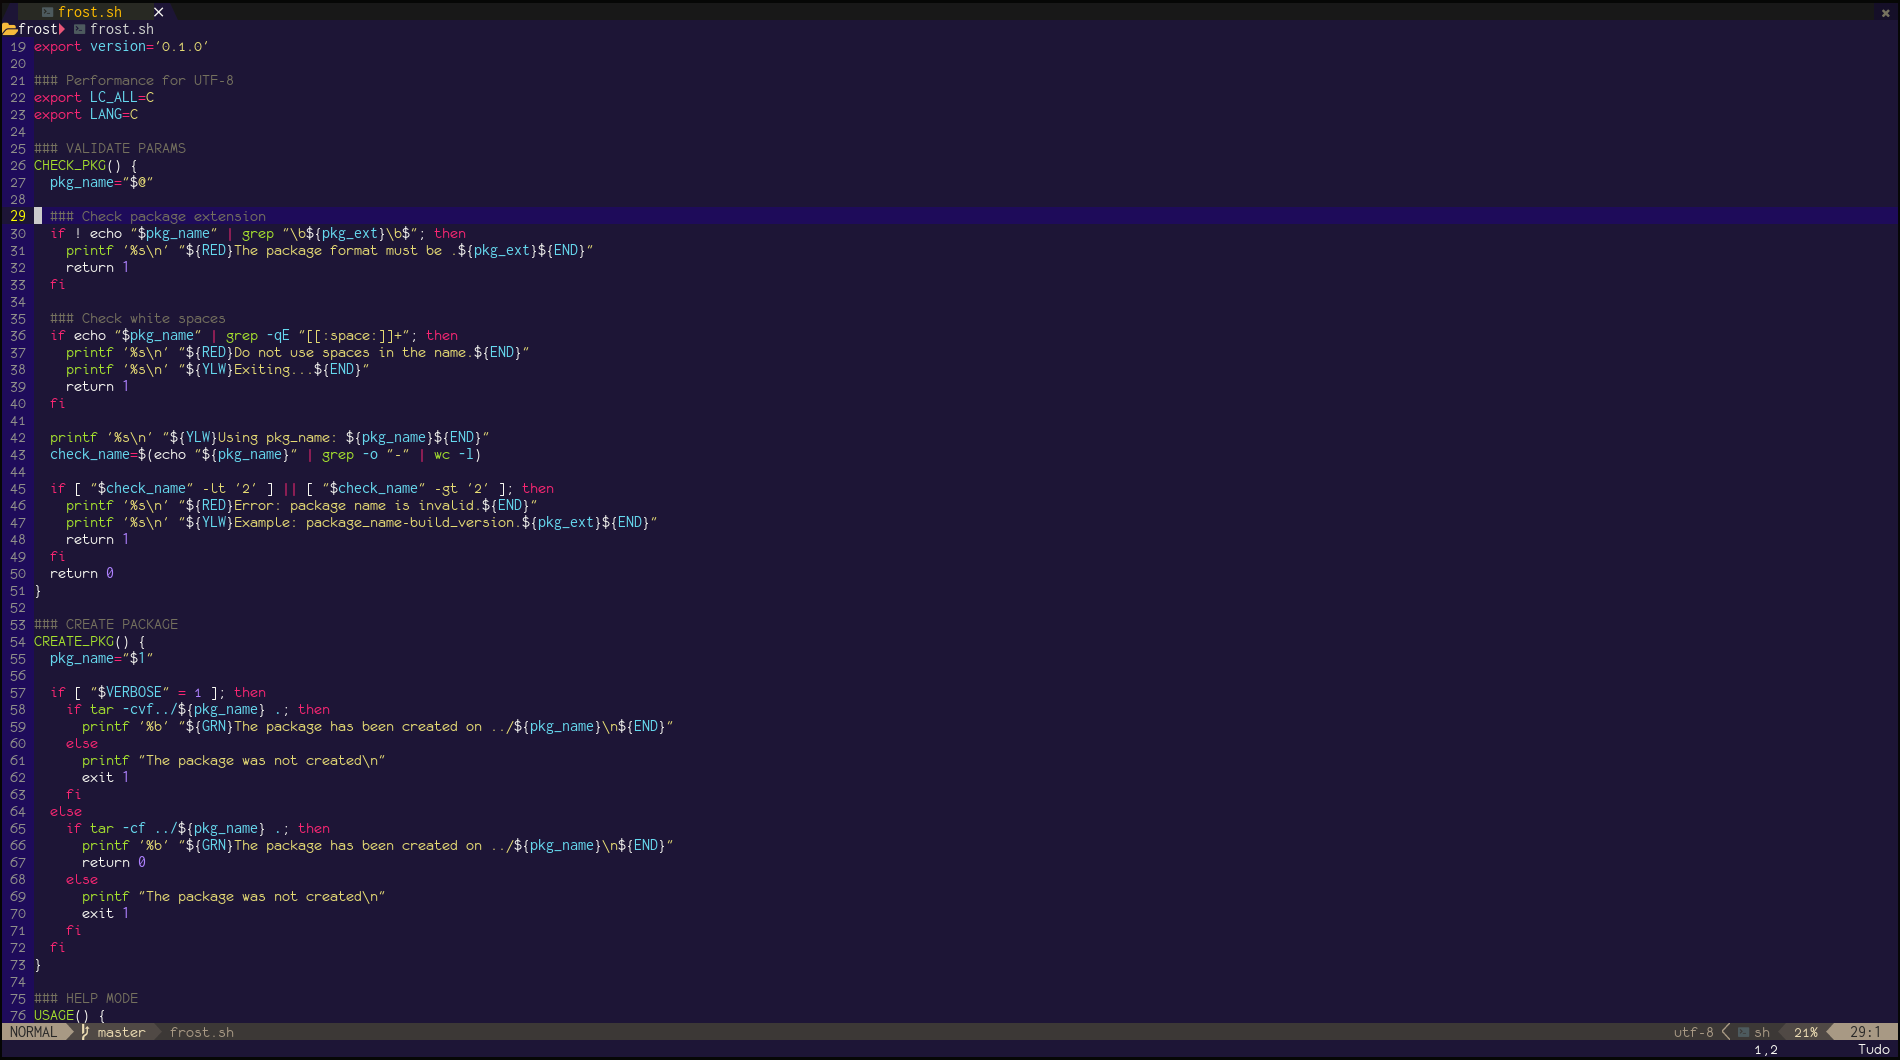 frost.sh ✕
frost frost.sh
19 export version='0.1.0'
20
21 ### Performance for UTF-8
22 export LC_ALL=C
23 export LANG=C
24
25 ### VALIDATE PARAMS
26 CHECK_PKG() {
27   pkg_name="$@"
28
29   ### Check package extension
30   if ! echo "$pkg_name" | grep "\b${pkg_ext}\b$"; then
31     printf '%s\n' "${RED}The package format must be .${pkg_ext}${END}"
32     return 1
33   fi
34
35   ### Check white spaces
36   if echo "$pkg_name" | grep -qE "[[:space:]]+"; then
37     printf '%s\n' "${RED}Do not use spaces in the name.${END}"
38     printf '%s\n' "${YLW}Exiting...${END}"
39     return 1
40   fi
41
42   printf '%s\n' "${YLW}Using pkg_name: ${pkg_name}${END}"
43   check_name=$(echo "${pkg_name}" | grep -o "-" | wc -l)
44
45   if [ "$check_name" -lt '2' ] || [ "$check_name" -gt '2' ]; then
46     printf '%s\n' "${RED}Error: package name is invalid.${END}"
47     printf '%s\n' "${YLW}Example: package_name-build_version.${pkg_ext}${END}"
48     return 1
49   fi
50   return 0
51 }
52
53 ### CREATE PACKAGE
54 CREATE_PKG() {
55   pkg_name="$1"
56
57   if [ "$VERBOSE" = 1 ]; then
58     if tar -cvf../${pkg_name} .; then
59       printf '%b' "${GRN}The package has been created on ../${pkg_name}\n${END}"
60     else
61       printf "The package was not created\n"
62       exit 1
63     fi
64   else
65     if tar -cf ../${pkg_name} .; then
66       printf '%b' "${GRN}The package has been created on ../${pkg_name}\n${END}"
67       return 0
68     else
69       printf "The package was not created\n"
70       exit 1
71     fi
72   fi
73 }
74
75 ### HELP MODE
76 USAGE() {
NORMAL master frost.sh utf-8 sh 21% 29:1
1,2 Tudo